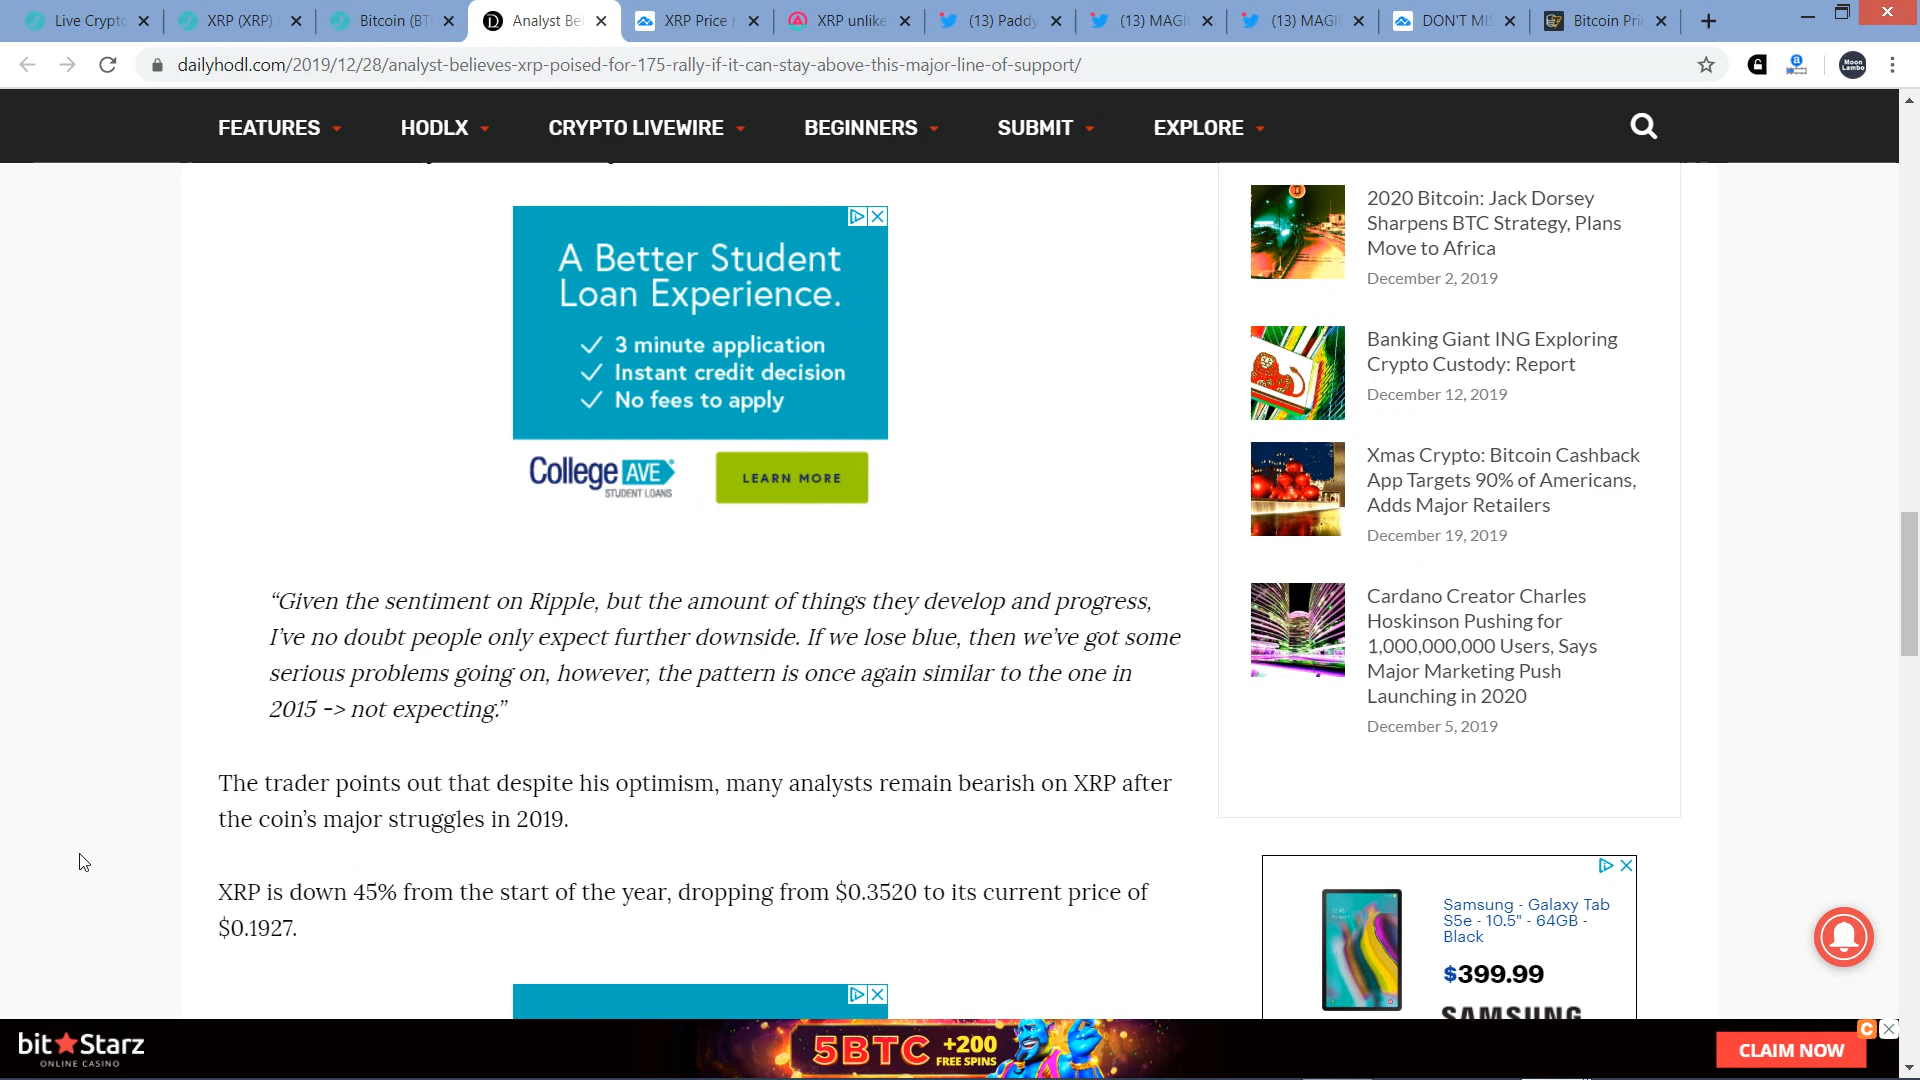 Live Crypto
XRP (XRP)
Bitcoin (BT
Analyst Be
XRP Price
XRP unlike
(13) Paddy
(13) MAGI
(13) MAGI
DON'T MI
Bitcoin Pri
dailyhodl.com/2019/12/28/analyst-believes-xrp-poised-for-175-rally-if-it-can-stay-above-this-major-line-of-support/
Moon
Lambo
FEATURES
HODLX
CRYPTO LIVEWIRE
BEGINNERS
SUBMIT
EXPLORE
A Better Student
Loan Experience.
3 minute application
Instant credit decision
No fees to apply
College AVE
STUDENT LOANS
LEARN MORE
“Given the sentiment on Ripple, but the amount of things they develop and progress,
I’ve no doubt people only expect further downside. If we lose blue, then we’ve got some
serious problems going on, however, the pattern is once again similar to the one in
2015 -> not expecting.”
The trader points out that despite his optimism, many analysts remain bearish on XRP after
the coin’s major struggles in 2019.
XRP is down 45% from the start of the year, dropping from $0.3520 to its current price of
$0.1927.
2020 Bitcoin: Jack Dorsey
Sharpens BTC Strategy, Plans
Move to Africa
December 2, 2019
Banking Giant ING Exploring
Crypto Custody: Report
December 12, 2019
Xmas Crypto: Bitcoin Cashback
App Targets 90% of Americans,
Adds Major Retailers
December 19, 2019
Cardano Creator Charles
Hoskinson Pushing for
1,000,000,000 Users, Says
Major Marketing Push
Launching in 2020
December 5, 2019
Samsung - Galaxy Tab
S5e - 10.5" - 64GB -
Black
$399.99
SAMSUNG
bitStarz
ONLINE CASINO
5BTC +200
FREE SPINS
CLAIM NOW